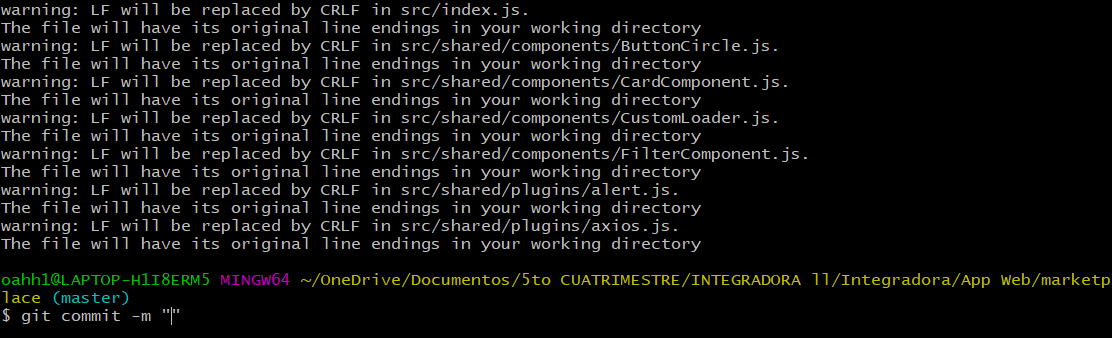 warning: LF will be replaced by CRLF in src/index.js.
The file will have its original line endings in your working directory
warning: LF will be replaced by CRLF in src/shared/components/ButtonCircle.js.
The file will have its original line endings in your working directory
warning: LF will be replaced by CRLF in src/shared/components/CardComponent.js.
The file will have its original line endings in your working directory
warning: LF will be replaced by CRLF in src/shared/components/CustomLoader.js.
The file will have its original line endings in your working directory
warning: LF will be replaced by CRLF in src/shared/components/FilterComponent.js.
The file will have its original line endings in your working directory
warning: LF will be replaced by CRLF in src/shared/plugins/alert.js.
The file will have its original line endings in your working directory
warning: LF will be replaced by CRLF in src/shared/plugins/axios.js.
The file will have its original line endings in your working directory
oahh1@LAPTOP-H1I8ERM5 MINGW64 ~/OneDrive/Documentos/5to CUATRIMESTRE/INTEGRADORA ll/Integradora/App Web/marketp
lace (master)
$ git commit -m ""